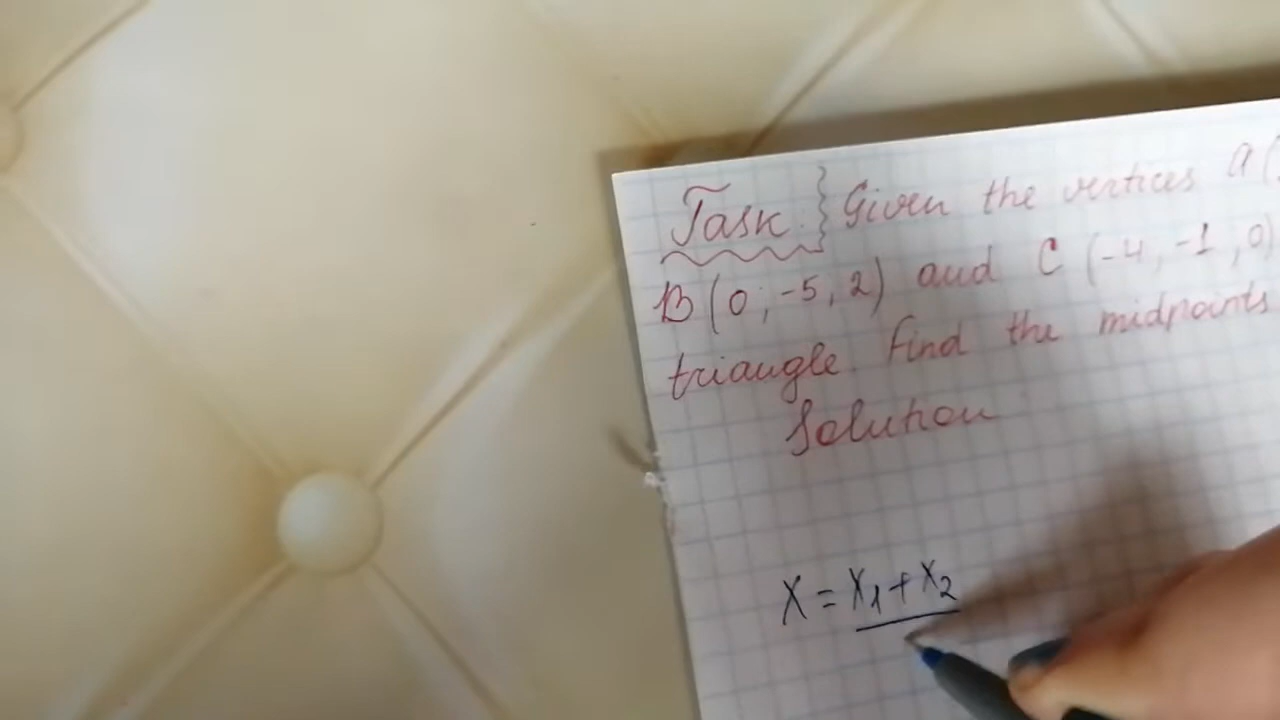 Task: Given the vertices a (
B (0; -5, 2) and C (-4, -1, 0)
triangle. Find the midpoints
Solution
X = X1 + X2